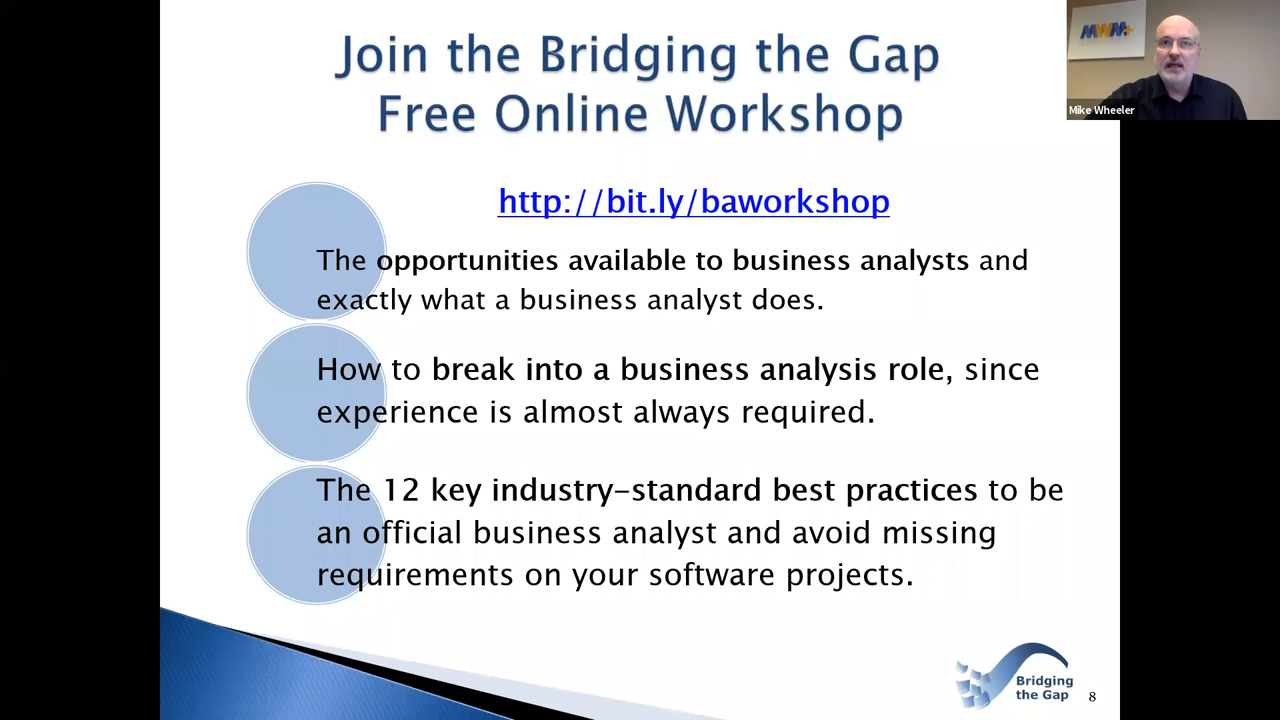 Join the Bridging the Gap
Free Online Workshop
MWM+
Mike Wheeler
http://bit.ly/baworkshop
The opportunities available to business analysts and
exactly what a business analyst does.
How to break into a business analysis role, since
experience is almost always required.
The 12 key industry-standard best practices to be
an official business analyst and avoid missing
requirements on your software projects.
Bridging
the Gap
8